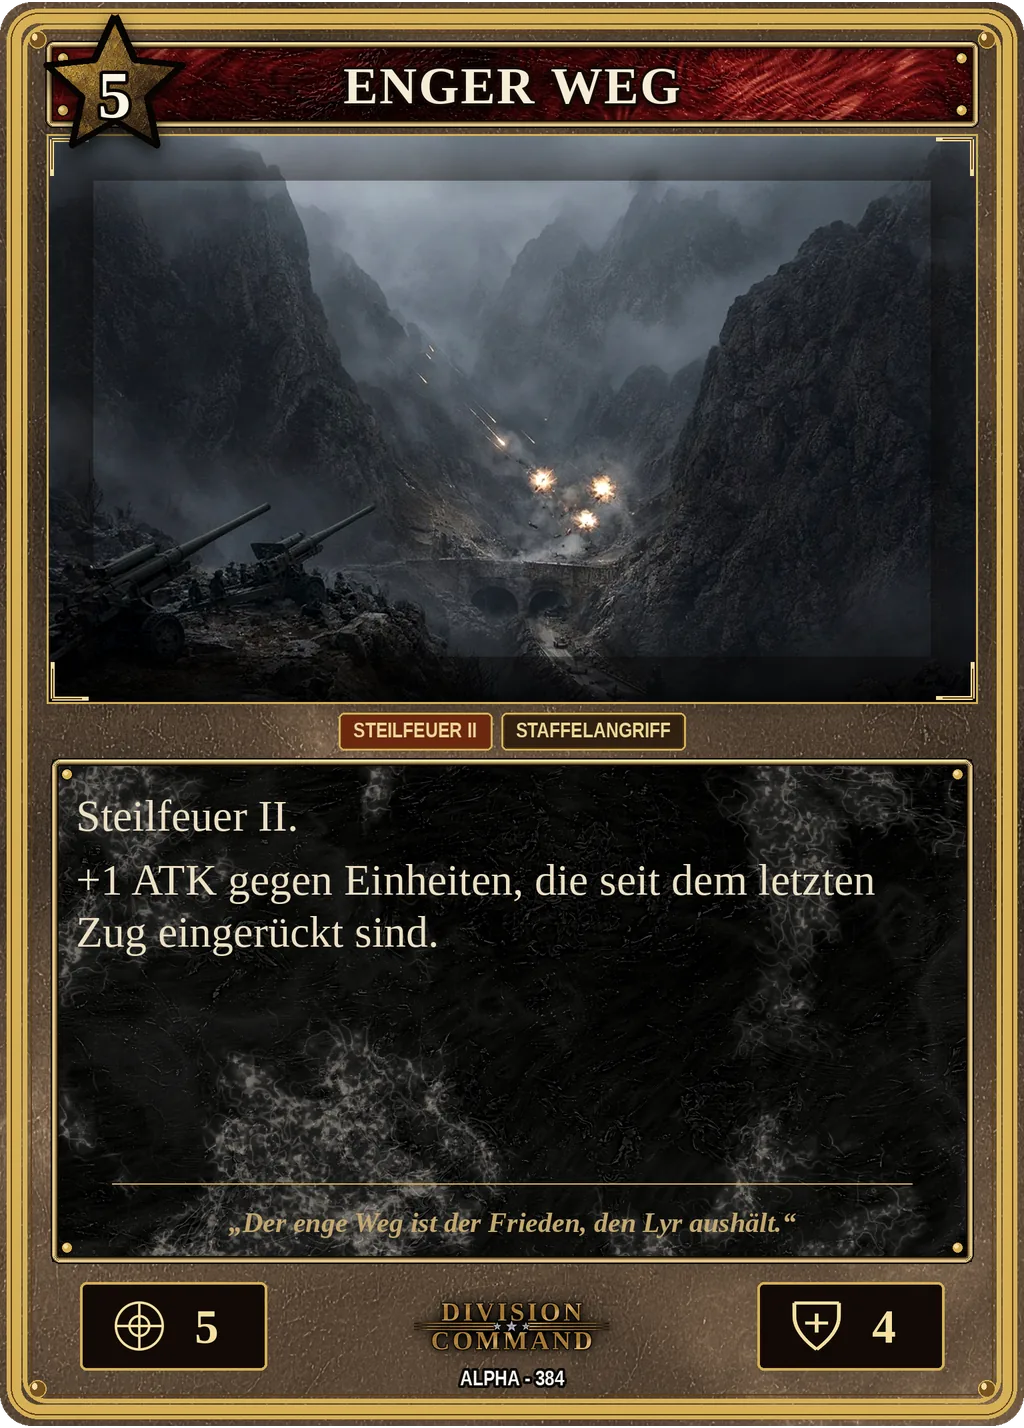 5
ENGER WEG
STEILFEUER II
STAFFELANGRIFF
Steilfeuer II.
+1 ATK gegen Einheiten, die seit dem letzten
Zug eingerückt sind.
„Der enge Weg ist der Frieden, den Lyr aushält.“
5
DIVISION
COMMAND
4
ALPHA - 384